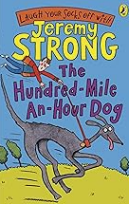 Laugh Your Socks off with
Jeremy
STRONG
The
Hundred-Mile
An-Hour Dog